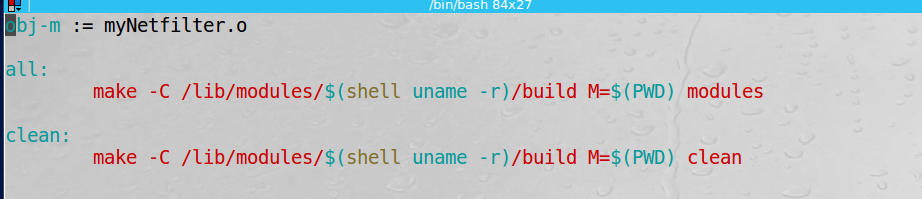 /bin/bash 84x27
obj-m := myNetfilter.o
all:
make -C /lib/modules/$(shell uname -r)/build M=$(PWD) modules
clean:
make -C /lib/modules/$(shell uname -r)/build M=$(PWD) clean